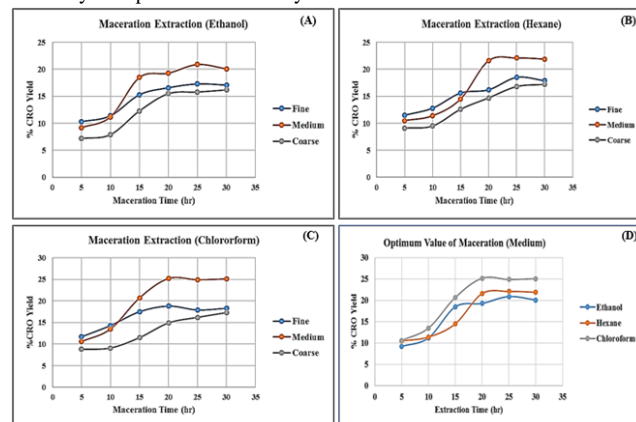 Maceration Extraction (Ethanol)
(A)
25
20
15
10
5
0
% CRO Yield
0 5 10 15 20 25 30 35
Maceration Time (hr)
Fine
Medium
Coarse
Maceration Extraction (Hexane)
(B)
25
20
15
10
5
0
% CRO Yield
0 5 10 15 20 25 30 35
Maceration Time (hr)
Fine
Medium
Coarse
Maceration Extraction (Chlororform)
(C)
30
25
20
15
10
5
0
%CRO Yield
0 5 10 15 20 25 30 35
Maceration Time (hr)
Fine
Medium
Coarse
Optimum Value of Maceration (Medium)
(D)
30
25
20
15
10
5
0
% CRO Yield
0 5 10 15 20 25 30 35
Extraction Time (hr)
Ethanol
Hexane
Chloroform